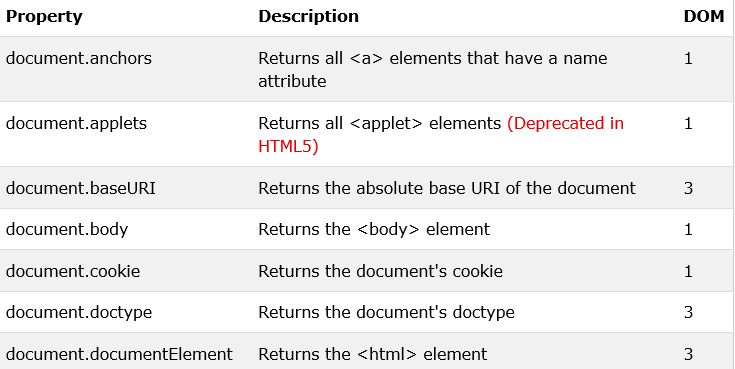 Property Description DOM
document.anchors Returns all <a> elements that have a name 1
attribute
document.applets Returns all <applet> elements (Deprecated in 1
HTML5)
document.baseURI Returns the absolute base URI of the document 3
document.body Returns the <body> element 1
document.cookie Returns the document's cookie 1
document.doctype Returns the document's doctype 3
document.documentElement Returns the <html> element 3